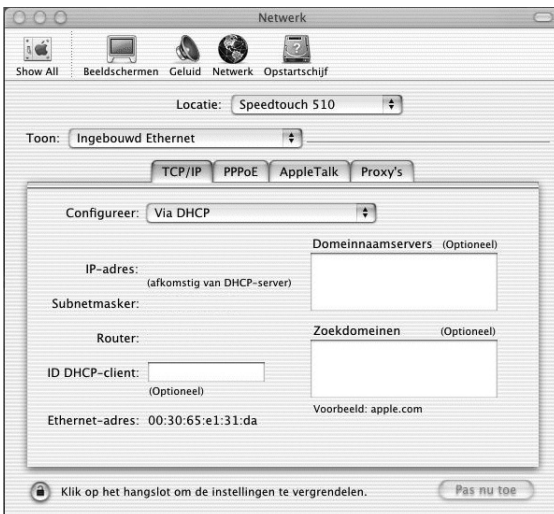 Netwerk
Show All Beeldschermen Geluid Netwerk Opstartschijf
Locatie: Speedtouch 510
Toon: Ingebouwd Ethernet
TCP/IP PPPoE AppleTalk Proxy's
Configureer: Via DHCP
Domeinnaamservers (Optioneel)
IP-adres:
(afkomstig van DHCP-server)
Subnetmasker:
Router:
Zoekdomeinen (Optioneel)
ID DHCP-client:
(Optioneel)
Voorbeeld: apple.com
Ethernet-adres: 00:30:65:e1:31:da
Klik op het hangslot om de instellingen te vergrendelen.
Pas nu toe